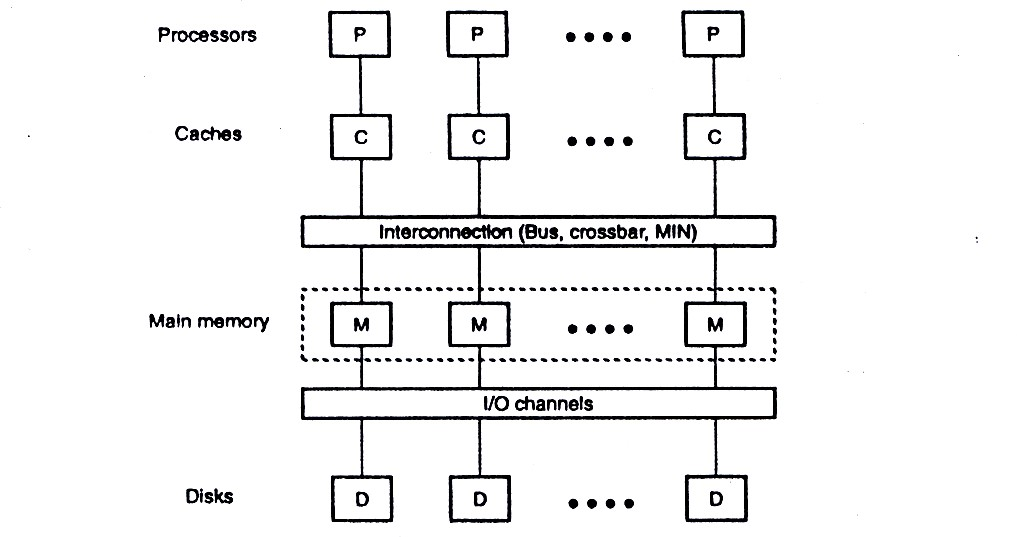 Processors P P P
Caches C C C
Interconnection (Bus, crossbar, MIN)
Main memory M M M
I/O channels
Disks D D D